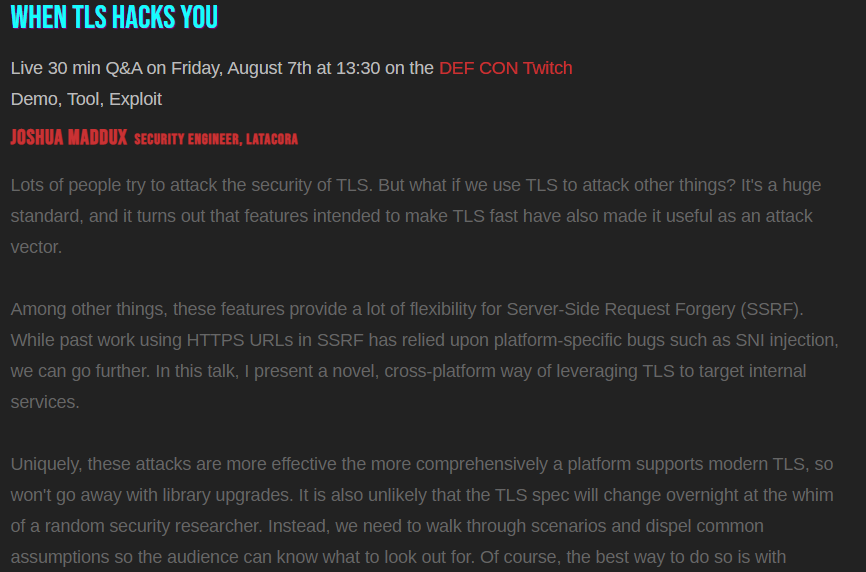 WHEN TLS HACKS YOU
Live 30 min Q&A on Friday, August 7th at 13:30 on the DEF CON Twitch
Demo, Tool, Exploit
JOSHUA MADDUX SECURITY ENGINEER, LATACORA
Lots of people try to attack the security of TLS. But what if we use TLS to attack other things? It's a huge
standard, and it turns out that features intended to make TLS fast have also made it useful as an attack
vector.
Among other things, these features provide a lot of flexibility for Server-Side Request Forgery (SSRF).
While past work using HTTPS URLs in SSRF has relied upon platform-specific bugs such as SNI injection,
we can go further. In this talk, I present a novel, cross-platform way of leveraging TLS to target internal
services.
Uniquely, these attacks are more effective the more comprehensively a platform supports modern TLS, so
won't go away with library upgrades. It is also unlikely that the TLS spec will change overnight at the whim
of a random security researcher. Instead, we need to walk through scenarios and dispel common
assumptions so the audience can know what to look out for. Of course, the best way to do so is with